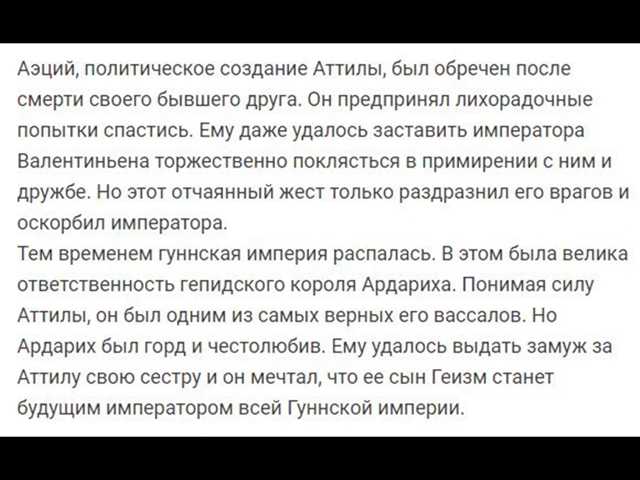 Аэций, политическое создание Аттилы, был обречен после
смерти своего бывшего друга. Он предпринял лихорадочные
попытки спастись. Ему даже удалось заставить императора
Валентиньена торжественно поклясться в примирении с ним и
дружбе. Но этот отчаянный жест только раздразнил его врагов и
оскорбил императора.
Тем временем гуннская империя распалась. В этом была велика
ответственность гепидского короля Ардариха. Понимая силу
Аттилы, он был одним из самых верных его вассалов. Но
Ардарих был горд и честолюбив. Ему удалось выдать замуж за
Аттилу свою сестру и он мечтал, что ее сын Геизм станет
будущим императором всей Гуннской империи.